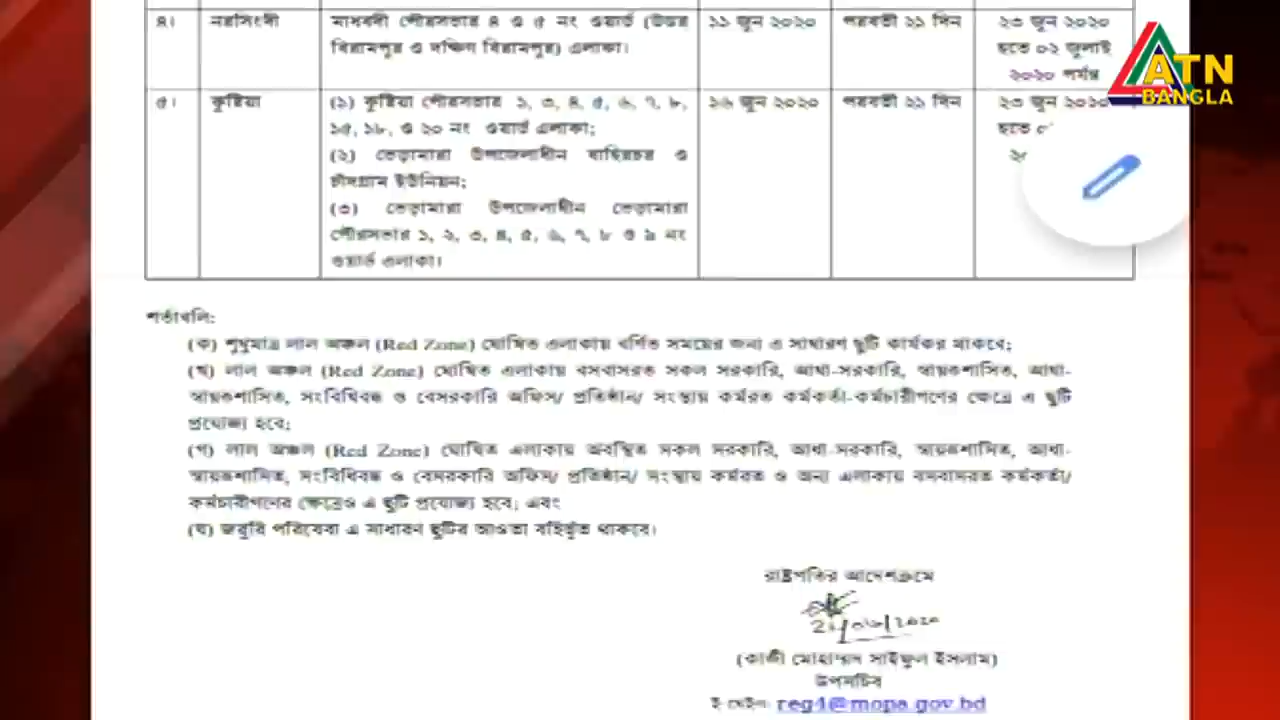 ৪। নরসিংদী মাধবদী পৌরসভার ৪ ও ৫ নং ওয়ার্ড (উত্তর ১১ জুন ২০২০ পরবর্তী ২১ দিন ২৩ জুন ২০২০
বিরামপুর ও দক্ষিণ বিরামপুর) এলাকা। হতে ০২ জুলাই
২০২০ পর্যন্ত
ATN
BANGLA
৫। কুষ্টিয়া (১) কুষ্টিয়া পৌরসভার ১, ৩, ৪, ৫, ৬, ৭, ৮, ১৬ জুন ২০২০ পরবর্তী ২১ দিন ২৩ জুন ২০২০
১৫, ১৮, ও ২০ নং ওয়ার্ড এলাকা; হতে
(২) ভেড়ামারা উপজেলাধীন বাহিরচর ও
চাঁদগ্রাম ইউনিয়ন;
(৩) ভেড়ামারা উপজেলাধীন ভেড়ামারা
পৌরসভার ১, ২, ৩, ৪, ৫, ৬, ৭, ৮ ও ৯ নং
ওয়ার্ড এলাকা।
শর্তাবলি:
(ক) শুধুমাত্র লাল অঞ্চল (Red Zone) ঘোষিত এলাকায় বর্ণিত সময়ের জন্য এ সাধারণ ছুটি কার্যকর থাকবে;
(খ) লাল অঞ্চল (Red Zone) ঘোষিত এলাকায় বসবাসরত সকল সরকারি, আধা-সরকারি, স্বায়ত্তশাসিত, আধা-
স্বায়ত্তশাসিত, সংবিধিবদ্ধ ও বেসরকারি অফিস/ প্রতিষ্ঠান/ সংস্থায় কর্মরত কর্মকর্তা-কর্মচারীগণের ক্ষেত্রে এ ছুটি
প্রযোজ্য হবে;
(গ) লাল অঞ্চল (Red Zone) ঘোষিত এলাকায় অবস্থিত সকল সরকারি, আধা-সরকারি, স্বায়ত্তশাসিত, আধা-
স্বায়ত্তশাসিত, সংবিধিবদ্ধ ও বেসরকারি অফিস/ প্রতিষ্ঠান/ সংস্থায় কর্মরত ও অন্য এলাকায় বসবাসরত কর্মকর্তা/
কর্মচারীগণের ক্ষেত্রেও এ ছুটি প্রযোজ্য হবে; এবং
(ঘ) জরুরি পরিষেবা এ সাধারণ ছুটির আওতা বহির্ভূত থাকবে।
রাষ্ট্রপতির আদেশক্রমে
(কাজী মোহাম্মদ সাইফুল ইসলাম)
উপসচিব
ই-মেইল: reg4@mopa.gov.bd